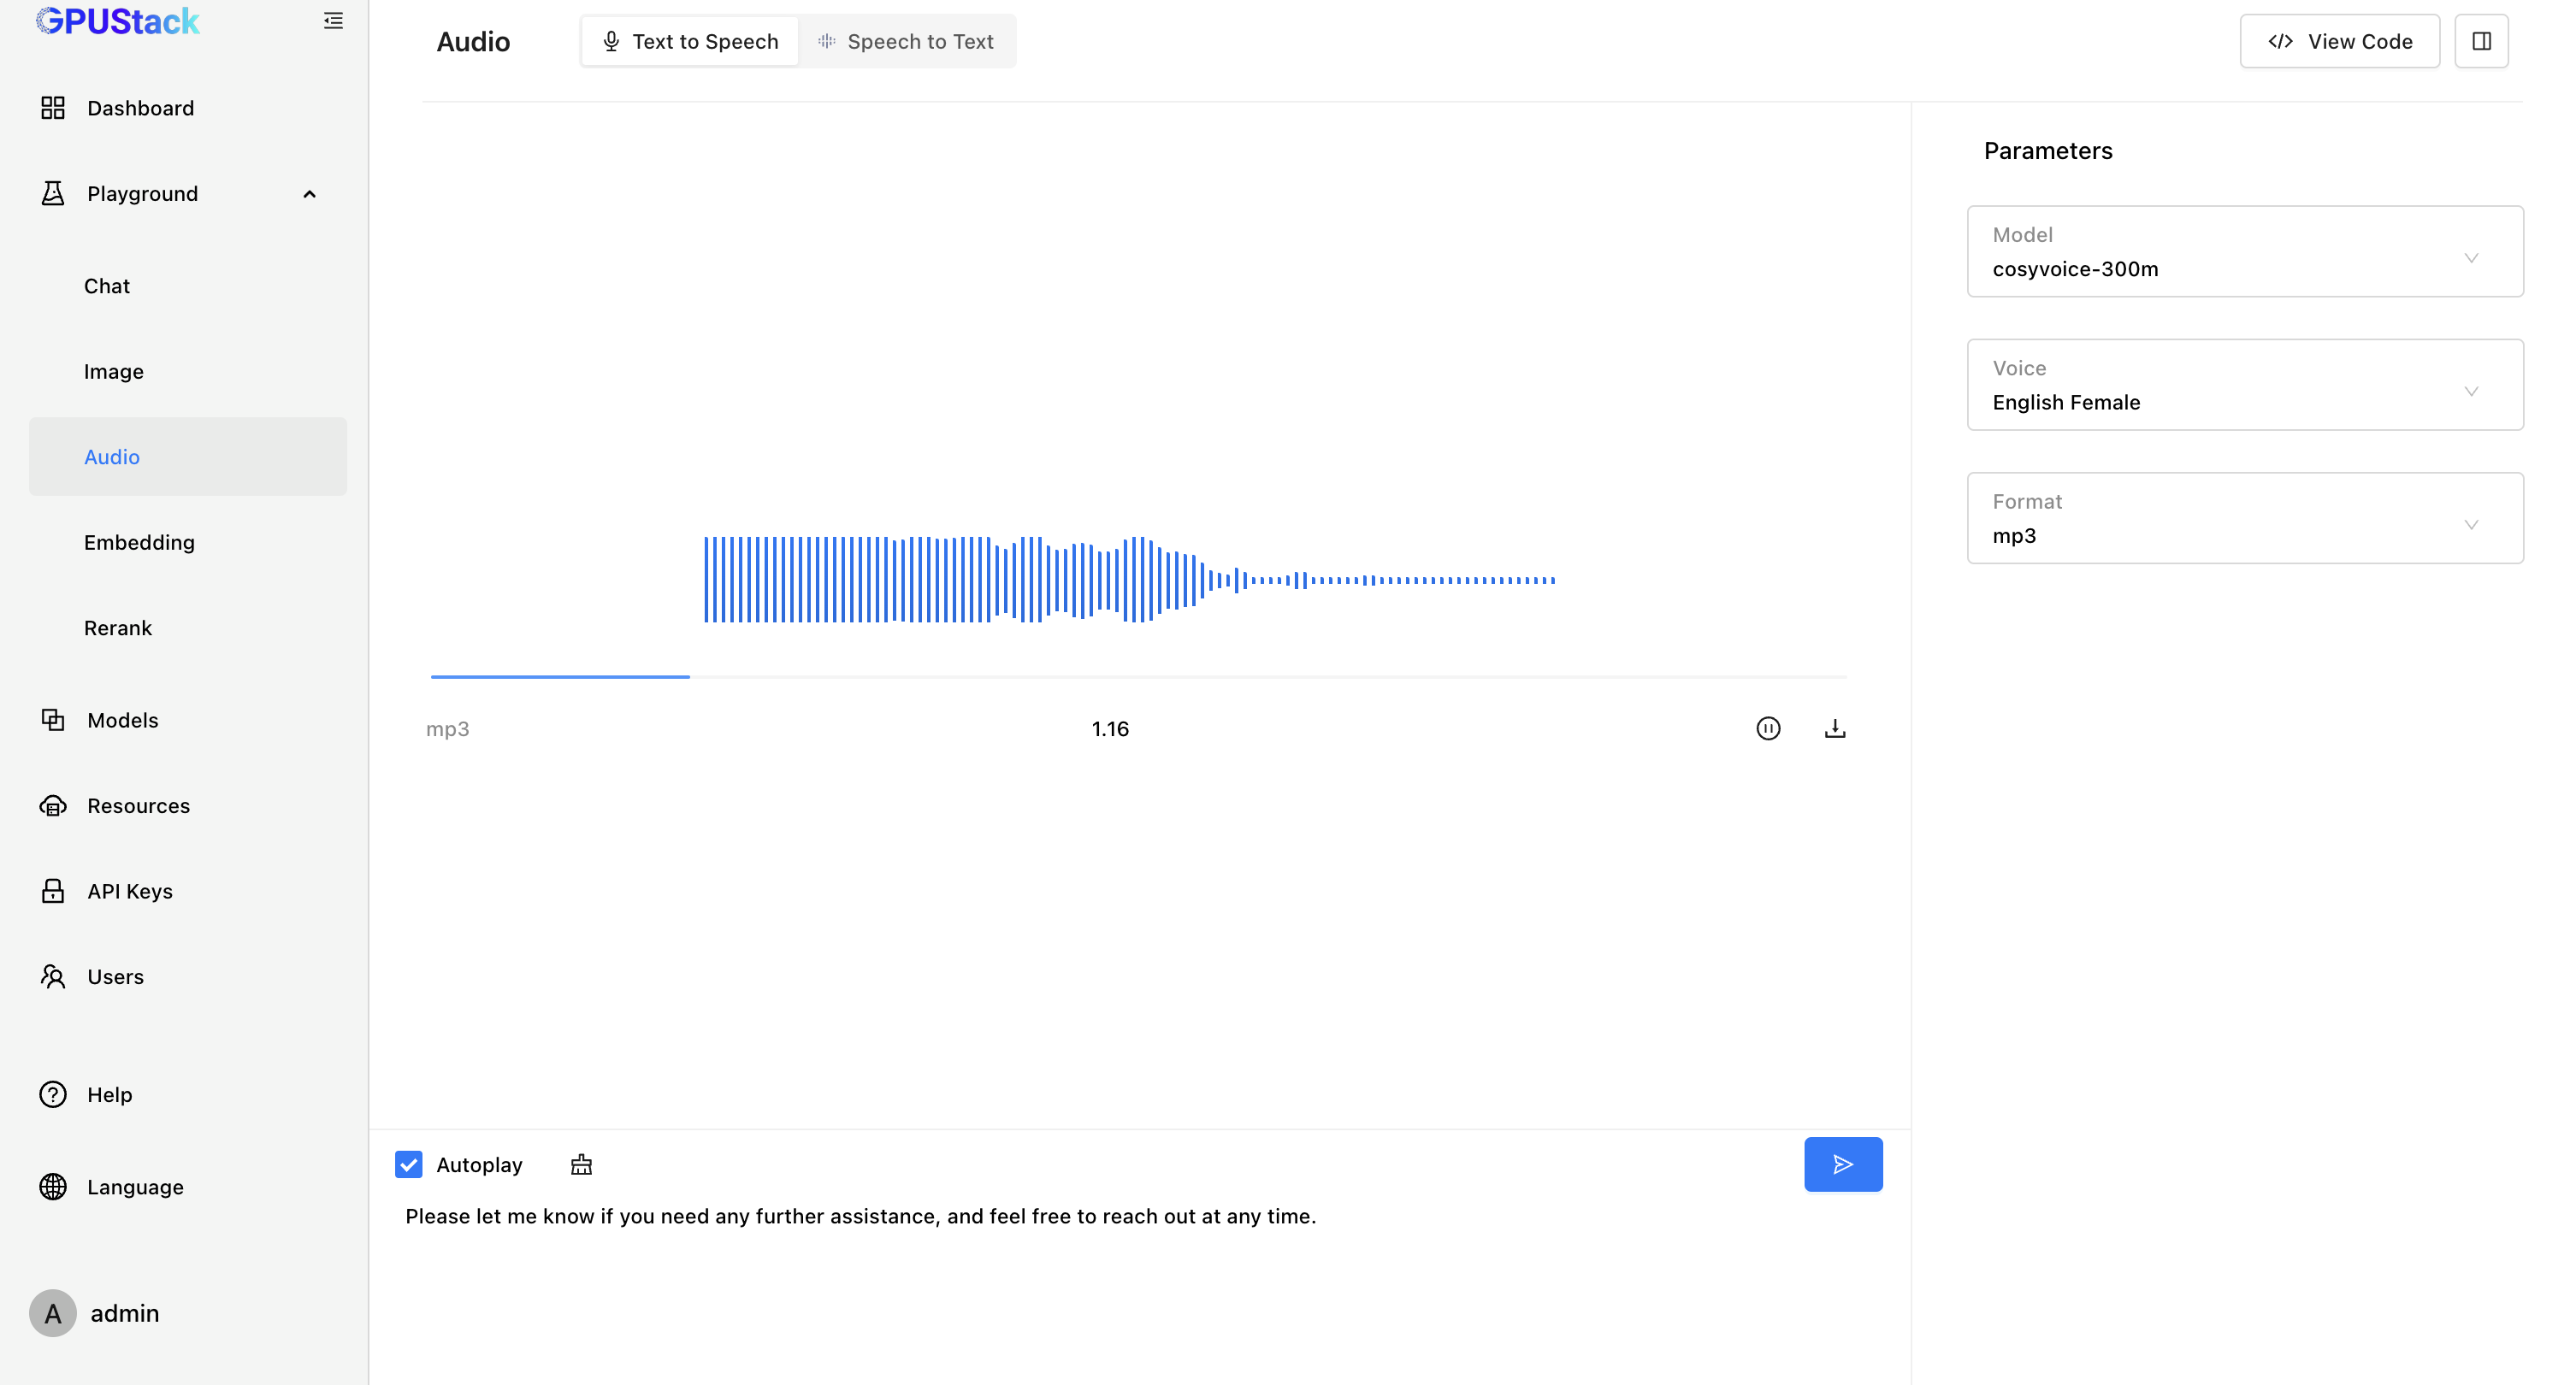 GPUStack
Dashboard
Playground
Chat
Image
Audio
Embedding
Rerank
Models
Resources
API Keys
Users
Help
Language
A admin
Audio
Text to Speech
Speech to Text
View Code
mp3
1.16
Autoplay
Please let me know if you need any further assistance, and feel free to reach out at any time.
Parameters
Model
cosyvoice-300m
Voice
English Female
Format
mp3